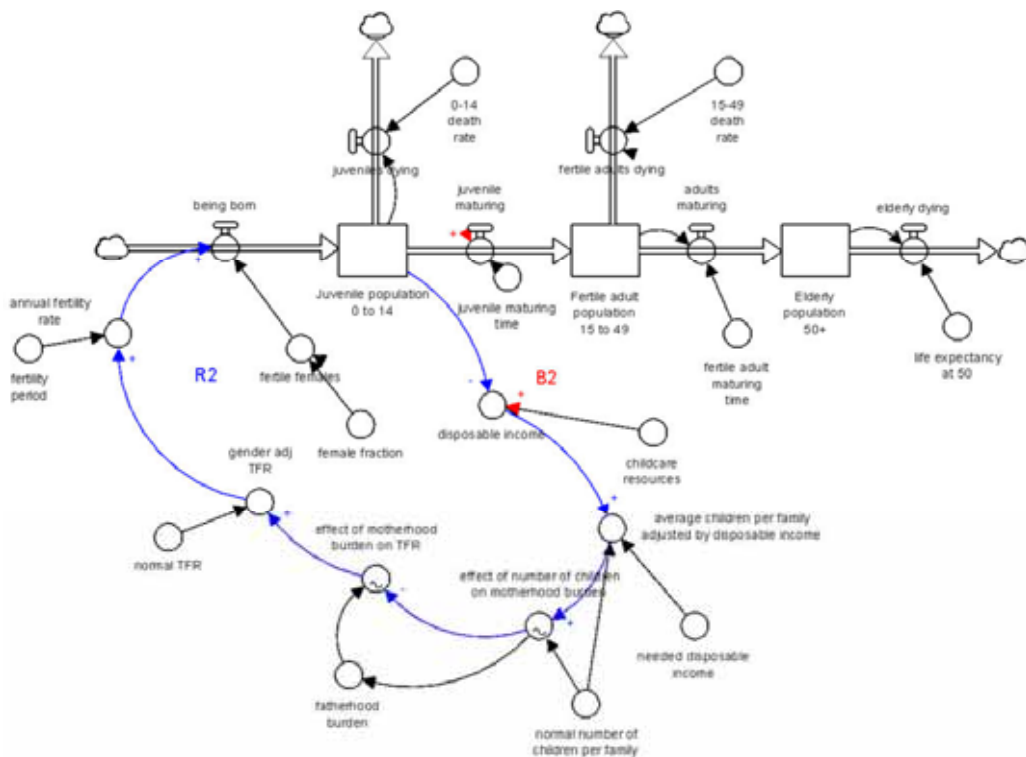 0-14
death
rate
15-49
death
rate
juveniles dying
fertile adults dying
being born
juvenile
maturing
adults
maturing
elderly dying
+
+
Juvenile population
0 to 14
juvenile maturing
time
Fertile adult
population
15 to 49
Elderly
population
50+
annual fertility
rate
fertility
period
+
R2
fertile females
fertile adult
maturing
time
life expectancy
at 50
-
B2
+
disposable income
female fraction
childcare
resources
gender adj
TFR
+
normal TFR
+
effect of motherhood
burden on TFR
average children per family
adjusted by disposable income
effect of number of children
on motherhood burden
-
+
needed disposable
income
fatherhood
burden
normal number of
children per family